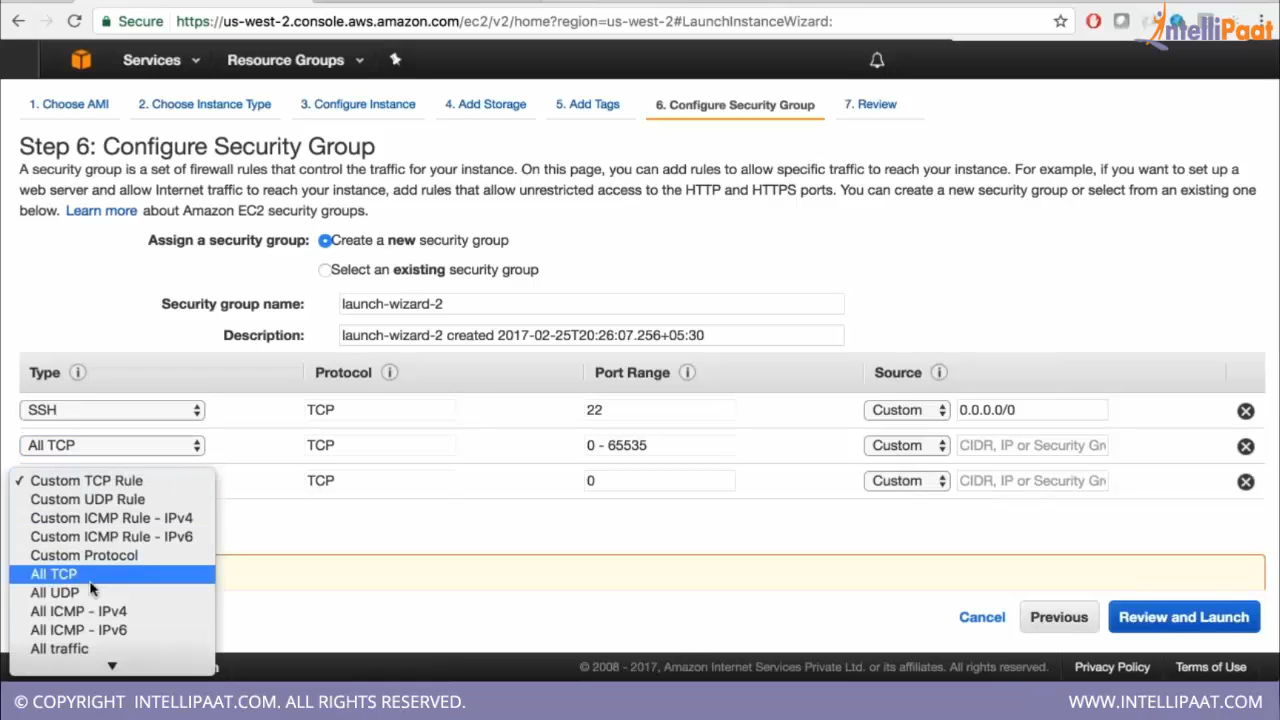 Secure https://us-west-2.console.aws.amazon.com/ec2/v2/home?region=us-west-2#LaunchInstanceWizard:
IntelliPaat
Services Resource Groups
1. Choose AMI 2. Choose Instance Type 3. Configure Instance 4. Add Storage 5. Add Tags 6. Configure Security Group 7. Review
Step 6: Configure Security Group
A security group is a set of firewall rules that control the traffic for your instance. On this page, you can add rules to allow specific traffic to reach your instance. For example, if you want to set up a
web server and allow Internet traffic to reach your instance, add rules that allow unrestricted access to the HTTP and HTTPS ports. You can create a new security group or select from an existing one
below. Learn more about Amazon EC2 security groups.
Assign a security group: Create a new security group
Select an existing security group
Security group name: launch-wizard-2
Description: launch-wizard-2 created 2017-02-25T20:26:07.256+05:30
Type Protocol Port Range Source
SSH TCP 22 Custom 0.0.0.0/0
All TCP TCP 0 - 65535 Custom CIDR, IP or Security Gr
✓ Custom TCP Rule TCP 0 Custom CIDR, IP or Security Gr
Custom UDP Rule
Custom ICMP Rule - IPv4
Custom ICMP Rule - IPv6
Custom Protocol
All TCP
All UDP
All ICMP - IPv4
All ICMP - IPv6
All traffic
Cancel Previous Review and Launch
© 2008 - 2017, Amazon Internet Services Private Ltd. or its affiliates. All rights reserved. Privacy Policy Terms of Use
© COPYRIGHT INTELLIPAAT.COM. ALL RIGHTS RESERVED. WWW.INTELLIPAAT.COM